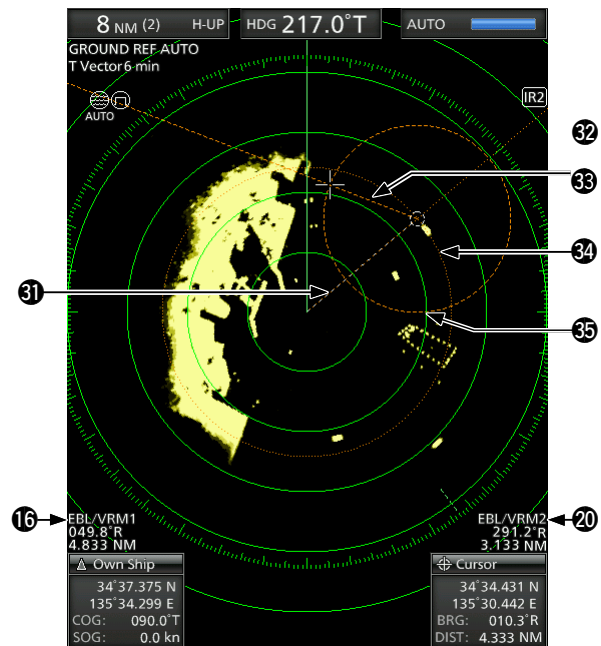 8 NM (2) H-UP HDG 217.0°T AUTO
GROUND REF AUTO
T Vector 6 min
AUTO
IR2
32
33
34
31
35
16
EBL/VRM1
049.8°R
4.833 NM
EBL/VRM2
291.2°R
3.133 NM
20
Own Ship
34°37.375 N
135°34.299 E
COG: 090.0°T
SOG: 0.0 kn
Cursor
34°34.431 N
135°30.442 E
BRG: 010.3°R
DIST: 4.333 NM